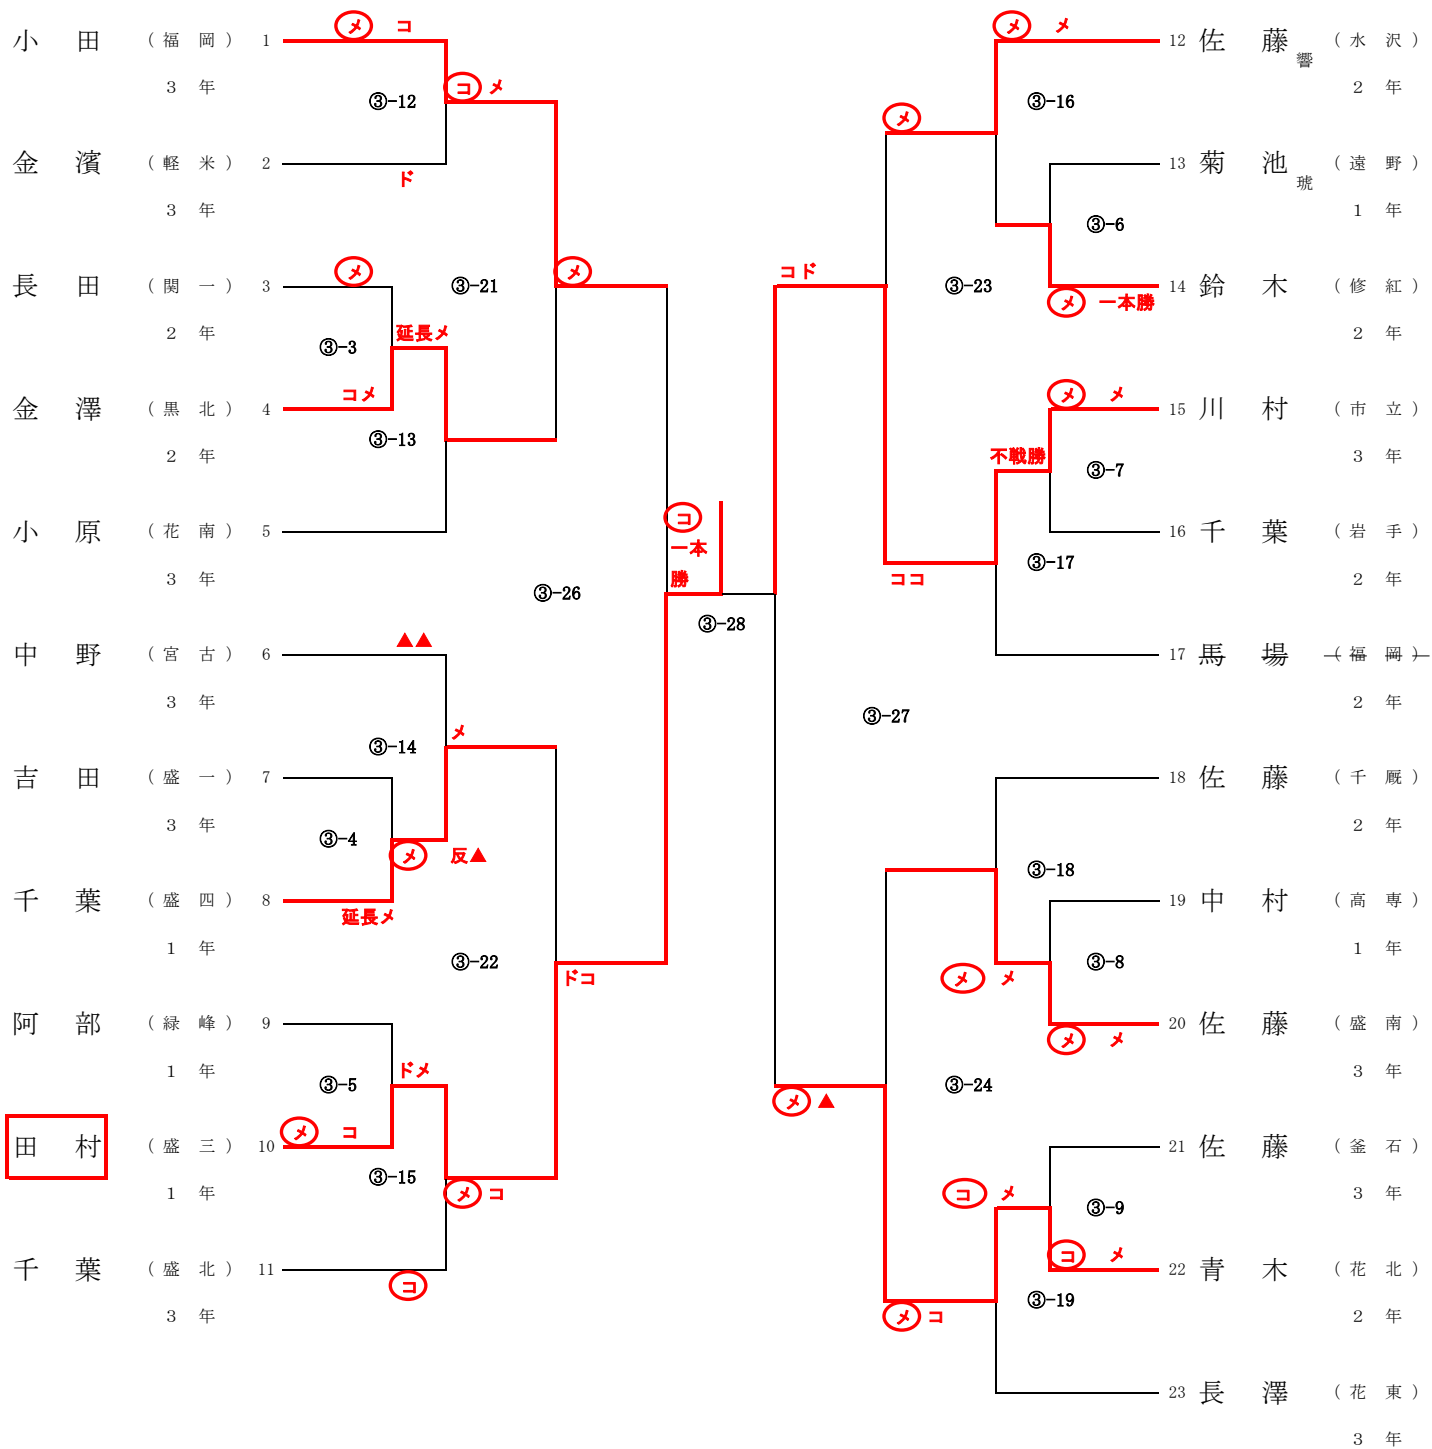 小 田 （ 福 岡 ） 1
3 年
金 濱 （ 軽 米 ） 2
3 年
長 田 （ 関 一 ） 3
2 年
金 澤 （ 黒 北 ） 4
2 年
小 原 （ 花 南 ） 5
3 年
中 野 （ 宮 古 ） 6
3 年
吉 田 （ 盛 一 ） 7
3 年
千 葉 （ 盛 四 ） 8
1 年
阿 部 （ 緑 峰 ） 9
1 年
田 村 （ 盛 三 ） 10
1 年
千 葉 （ 盛 北 ） 11
3 年
メ コ
③-12
コ メ
ド
メ
③-21
メ
③-3
延長メ
コメ
③-13
コ
一本
勝
③-26
③-28
▲▲
③-14
メ
③-4
メ 反▲
延長メ
③-22
ドコ
③-5
ドメ
メ コ
③-15
メ コ
コ
メ メ
③-16
メ
③-6
コド
③-23
メ 一本勝
メ メ
不戦勝
③-7
③-17
ココ
③-27
③-18
③-8
メ メ
メ メ
③-24
メ ▲
コ メ
③-9
コ メ
③-19
メ コ
12 佐 藤 響 （ 水 沢 ）
2 年
13 菊 池 琥 （ 遠 野 ）
1 年
14 鈴 木 （ 修 紅 ）
2 年
15 川 村 （ 市 立 ）
3 年
16 千 葉 （ 岩 手 ）
2 年
17 馬 場 （ 福 岡 ）
2 年
18 佐 藤 （ 千 厩 ）
2 年
19 中 村 （ 高 専 ）
1 年
20 佐 藤 （ 盛 南 ）
3 年
21 佐 藤 （ 釜 石 ）
3 年
22 青 木 （ 花 北 ）
2 年
23 長 澤 （ 花 東 ）
3 年